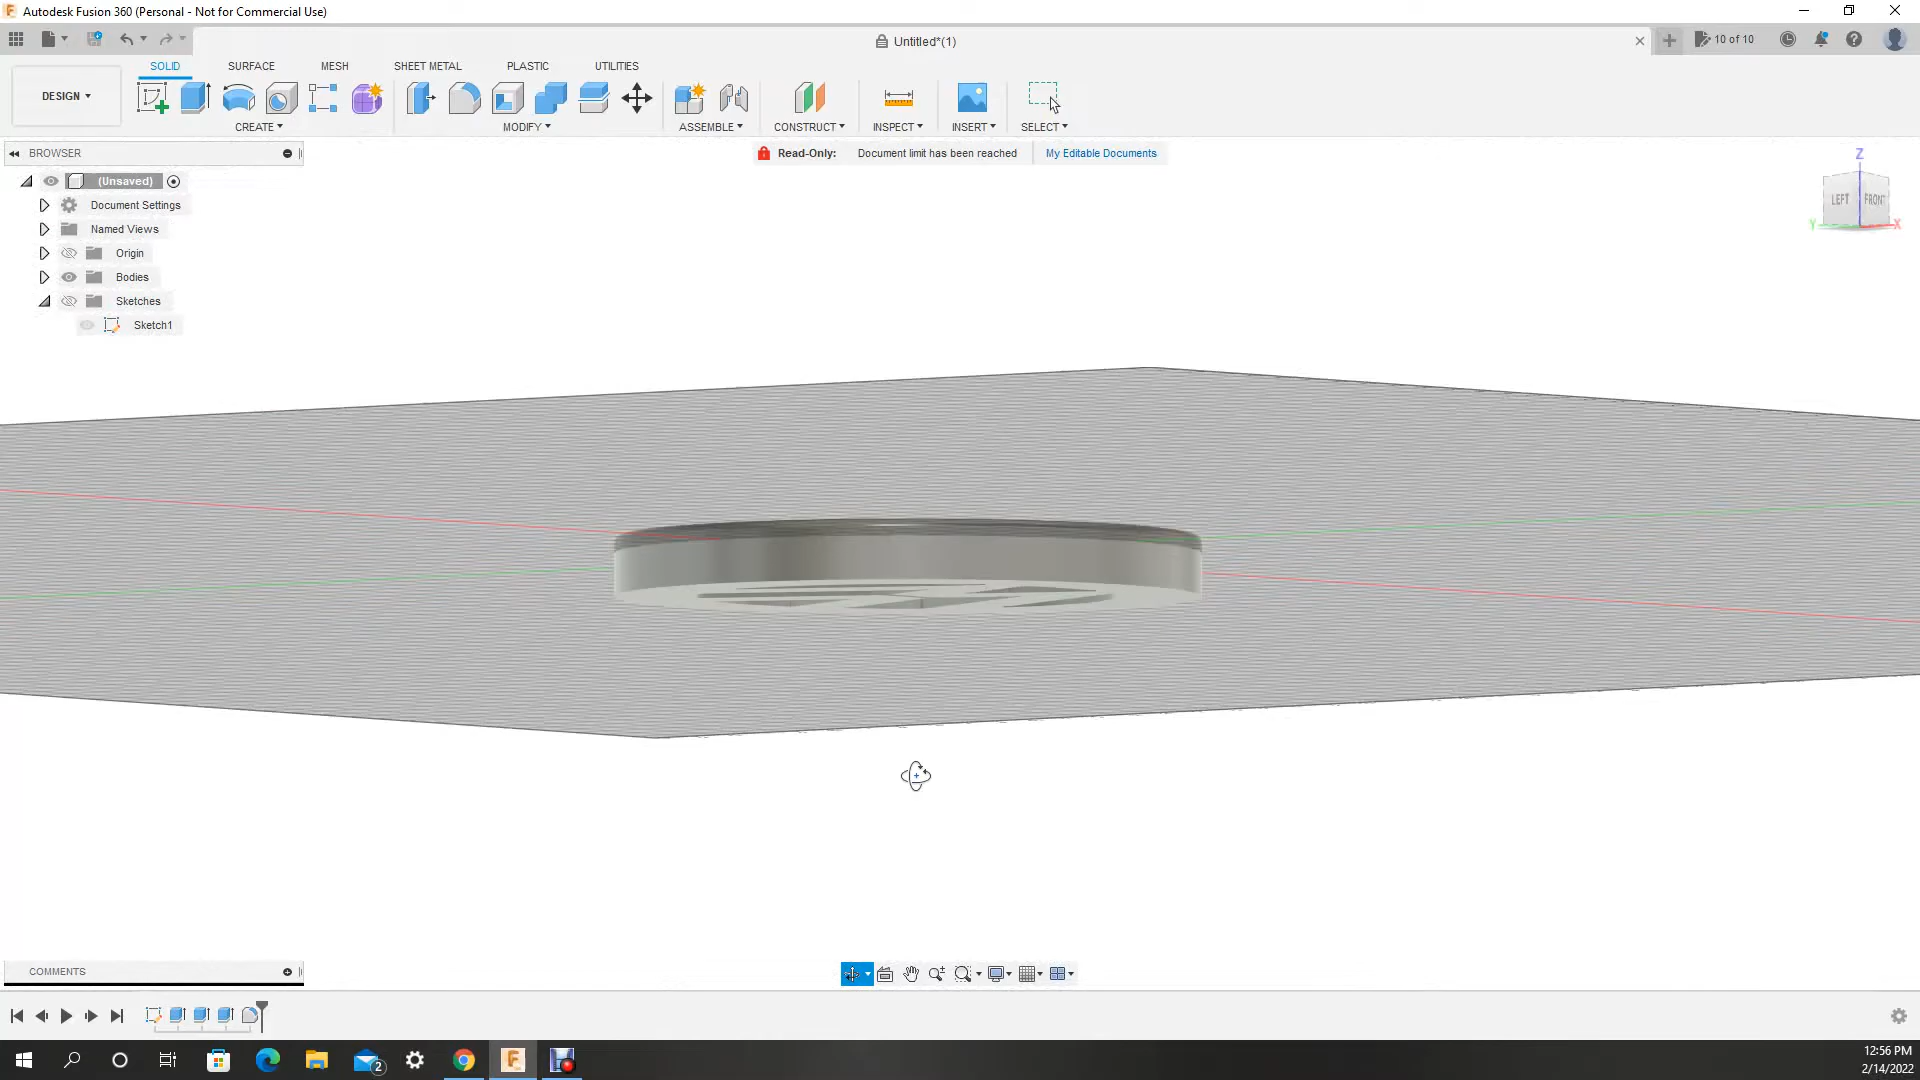 Autodesk Fusion 360 (Personal - Not for Commercial Use)
Untitled*(1)
10 of 10
DESIGN
SOLID
SURFACE
MESH
SHEET METAL
PLASTIC
UTILITIES
CREATE
MODIFY
ASSEMBLE
CONSTRUCT
INSPECT
INSERT
SELECT
BROWSER
Read-Only: Document limit has been reached My Editable Documents
(Unsaved)
Document Settings
Named Views
Origin
Bodies
Sketches
Sketch1
Z
LEFT
FRONT
Y
X
COMMENTS
2
12:56 PM
2/14/2022